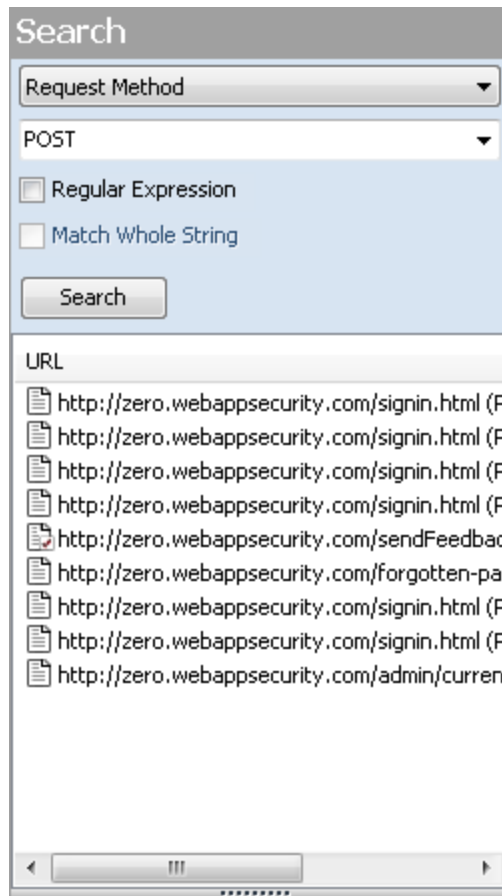 Search
Request Method
POST
Regular Expression
Match Whole String
Search
URL
http://zero.webappsecurity.com/signin.html (P
http://zero.webappsecurity.com/signin.html (P
http://zero.webappsecurity.com/signin.html (P
http://zero.webappsecurity.com/signin.html (P
http://zero.webappsecurity.com/sendFeedbac
http://zero.webappsecurity.com/forgotten-pa
http://zero.webappsecurity.com/signin.html (P
http://zero.webappsecurity.com/signin.html (P
http://zero.webappsecurity.com/admin/curren